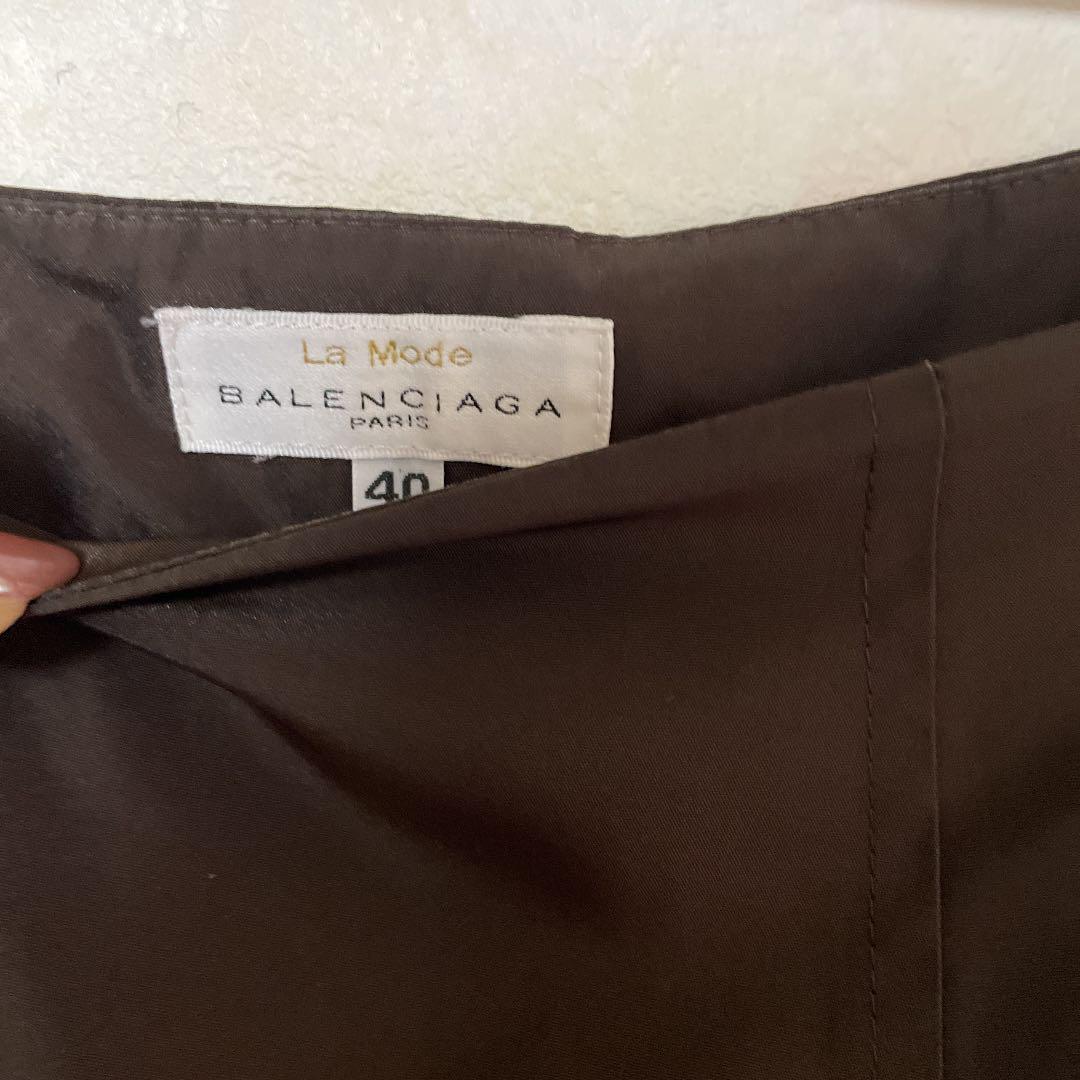 La Mode
BALENCIAGA
PARIS
40